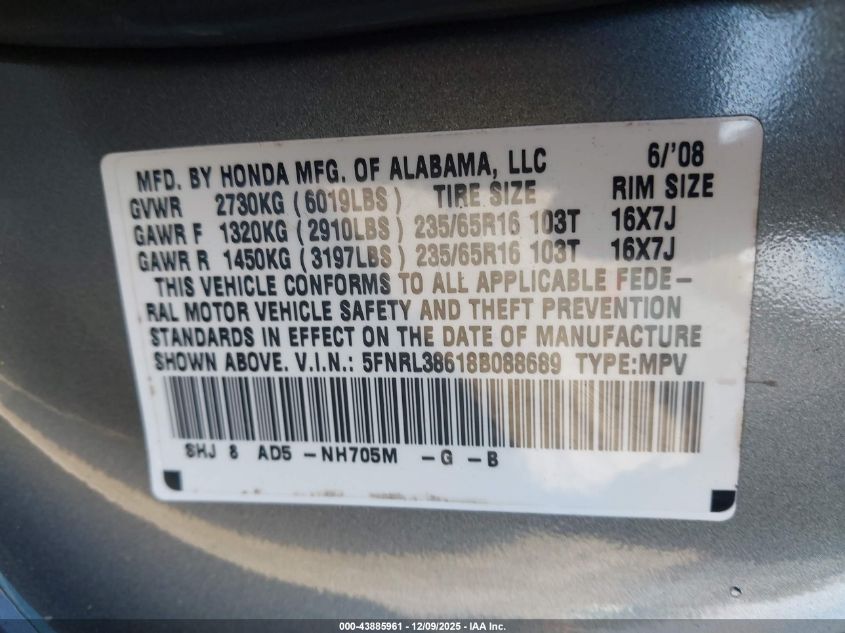 MFD. BY HONDA MFG. OF ALABAMA, LLC 6/'08
GVWR 2730KG (6019LBS) TIRE SIZE RIM SIZE
GAWR F 1320KG (2910LBS) 235/65R16 103T 16X7J
GAWR R 1450KG (3197LBS) 235/65R16 103T 16X7J
THIS VEHICLE CONFORMS TO ALL APPLICABLE FEDE-
RAL MOTOR VEHICLE SAFETY AND THEFT PREVENTION
STANDARDS IN EFFECT ON THE DATE OF MANUFACTURE
SHOWN ABOVE. V.I.N.: 5FNRL38618B088689 TYPE:MPV
SHJ 8 AD5 -NH705M -G -B
000-43885961 - 12/09/2025 - IAA Inc.